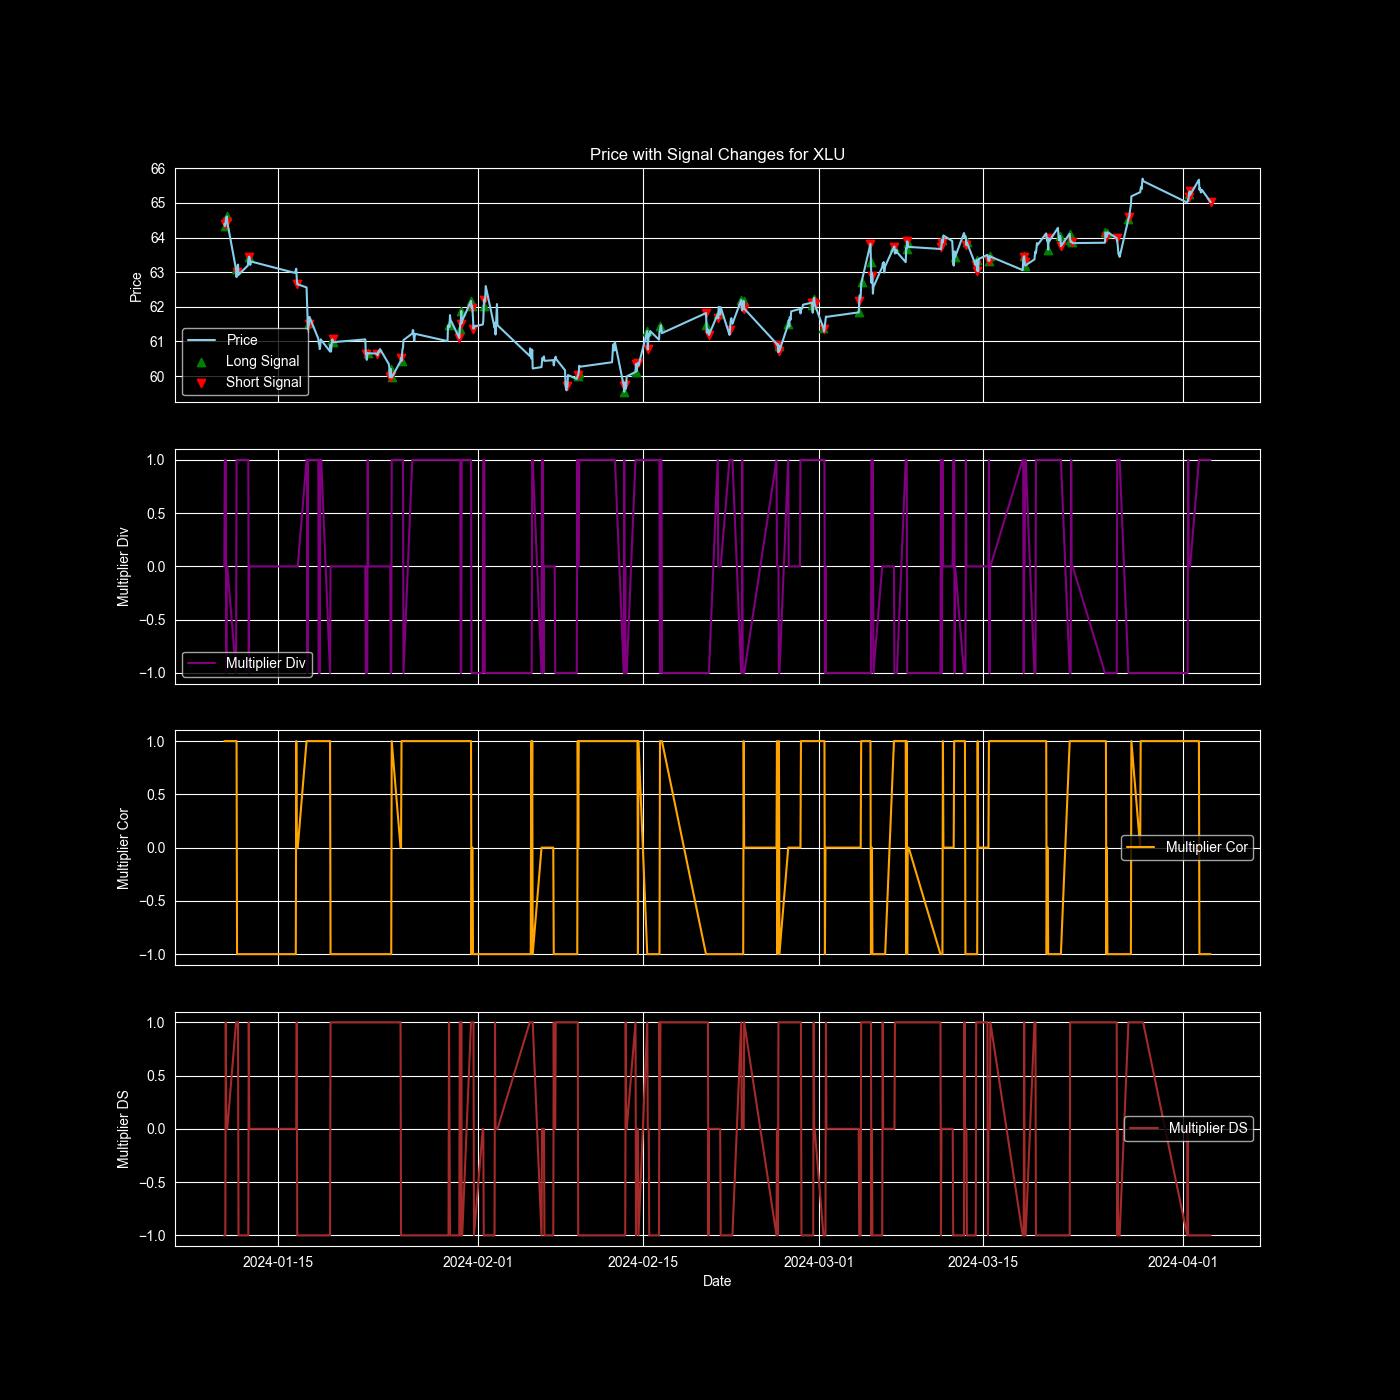 Price with Signal Changes for XLU
66
65
64
63
62
61
60
Price
Price
Long Signal
Short Signal
1.0
0.5
0.0
−0.5
−1.0
Multiplier Div
Multiplier Div
1.0
0.5
0.0
−0.5
−1.0
Multiplier Cor
Multiplier Cor
1.0
0.5
0.0
−0.5
−1.0
Multiplier DS
Multiplier DS
2024-01-15 2024-02-01 2024-02-15 2024-03-01 2024-03-15 2024-04-01
Date